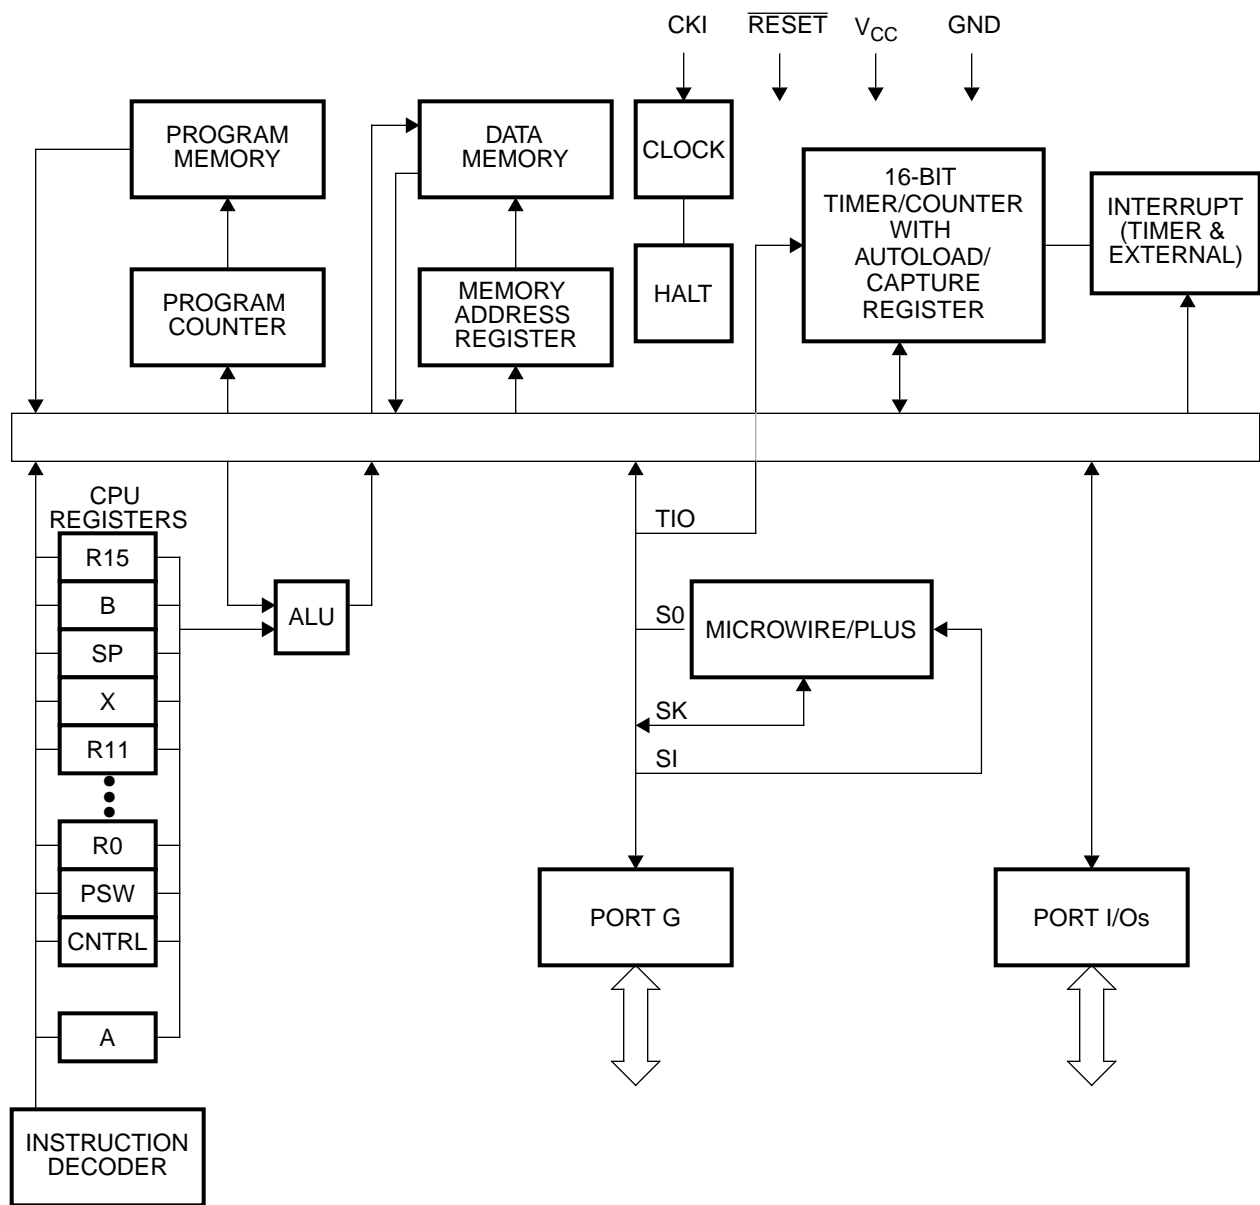 CKI
RESET
VCC
GND
PROGRAM
MEMORY
DATA
MEMORY
CLOCK
16-BIT
TIMER/COUNTER
WITH
AUTOLOAD/
CAPTURE
REGISTER
INTERRUPT
(TIMER &
EXTERNAL)
PROGRAM
COUNTER
MEMORY
ADDRESS
REGISTER
HALT
CPU
REGISTERS
R15
B
SP
X
R11
R0
PSW
CNTRL
A
ALU
TIO
S0
MICROWIRE/PLUS
SK
SI
PORT G
PORT I/Os
INSTRUCTION
DECODER